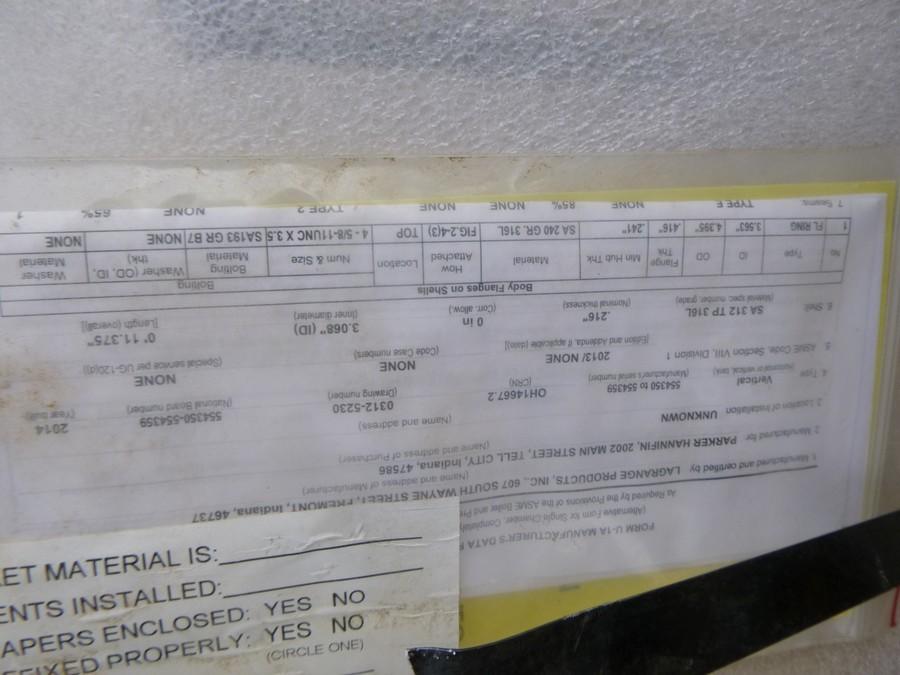 FORM U-1A MANUFACTURER'S DATA R
(Alternative Form for Single Chamber, Completely
As Required by the Provisions of the ASME Boiler and Pr
1. Manufactured and certified by LAGRANGE PRODUCTS, INC., 607 SOUTH WAYNE STREET, FREMONT, Indiana, 46737
(Name and address of Manufacturer)
2. Manufactured for PARKER HANNIFIN, 2002 MAIN STREET, TELL CITY, Indiana, 47586
(Name and address of Purchaser)
3. Location of Installation UNKNOWN
(Name and address)
4. Type Vertical 554350 to 554359 OH14667.2 0312-5230 554350-554359 2014
(Horizontal or vertical, tank) (Manufacturer's serial number) (CRN) (Drawing number) (National Board number) (Year built)
5. ASME Code, Section VIII, Division 1 2013/ NONE NONE NONE
[Edition and Addenda, if applicable (date)] (Code Case numbers) [Special service per UG-120(d)]
6. Shell: SA 312 TP 316L .216" 0 in 3.068" (ID) 0' 11.375"
(Material spec. number, grade) (Nominal thickness) (Corr. allow.) (Inner diameter) [Length (overall)]
Body Flanges on Shells
Bolting
No Type ID OD Flange Thk Min Hub Thk Material How Attached Location Num & Size Bolting Material Washer (OD, ID, thk) Washer Material
1 FL RING 3.563" 4.395" .416" .241" SA 240 GR. 316L FIG.2-4(3) TOP 4 - 5/8-11UNC X 3.5 SA193 GR B7 NONE NONE
7. Seams: TYPE E NONE 85% NONE NONE TYPE 2 NONE 65% 1
ET MATERIAL IS:
ENTS INSTALLED:
APERS ENCLOSED: YES NO
FFIXED PROPERLY: YES NO
(CIRCLE ONE)